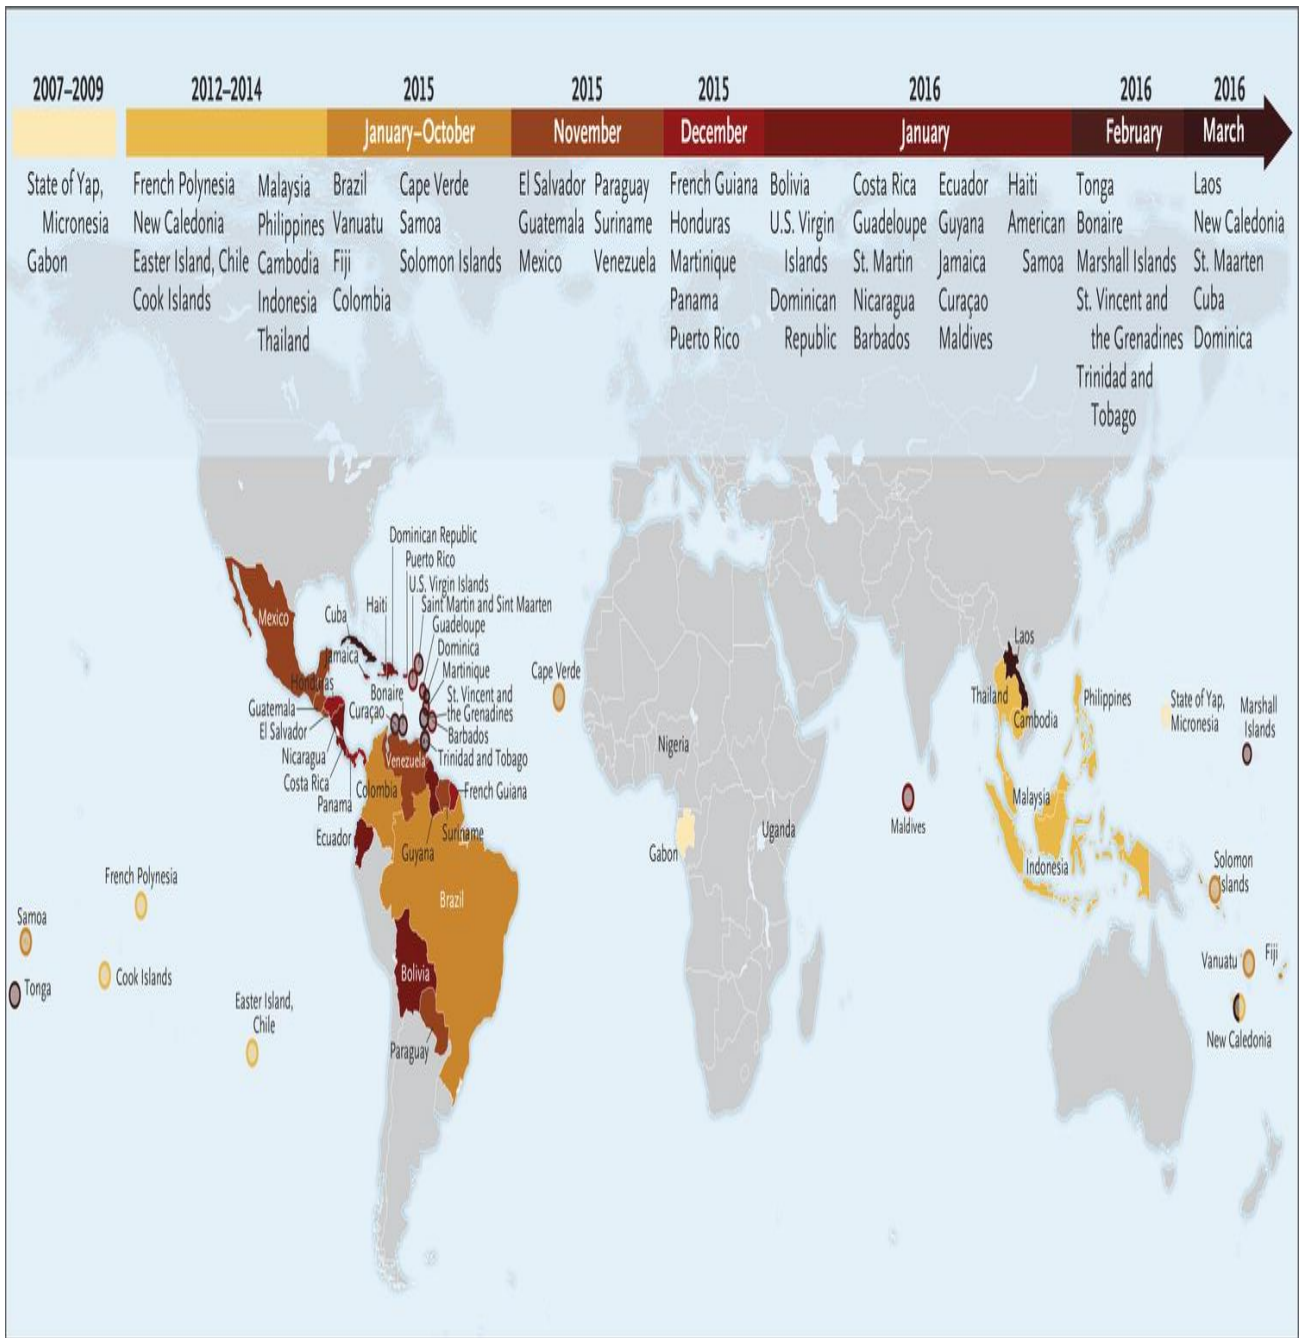 2007–2009
2012–2014
2015
2015
2015
2016
2016
2016
January–October
November
December
January
February
March
State of Yap,
Micronesia
Gabon
French Polynesia
New Caledonia
Easter Island, Chile
Cook Islands
Malaysia
Philippines
Cambodia
Indonesia
Thailand
Brazil
Vanuatu
Fiji
Colombia
Cape Verde
Samoa
Solomon Islands
El Salvador
Guatemala
Mexico
Paraguay
Suriname
Venezuela
French Guiana
Honduras
Martinique
Panama
Puerto Rico
Bolivia
U.S. Virgin
Islands
Dominican
Republic
Costa Rica
Guadeloupe
St. Martin
Nicaragua
Barbados
Ecuador
Guyana
Jamaica
Curaçao
Maldives
Haiti
American
Samoa
Tonga
Bonaire
Marshall Islands
St. Vincent and
the Grenadines
Trinidad and
Tobago
Laos
New Caledonia
St. Maarten
Cuba
Dominica
Dominican Republic
Puerto Rico
U.S. Virgin Islands
Saint Martin and Sint Maarten
Haiti
Cuba
Guadeloupe
Mexico
Dominica
Jamaica
Martinique
Honduras
Bonaire
St. Vincent and
the Grenadines
Guatemala
Curaçao
El Salvador
Barbados
Nicaragua
Venezuela
Trinidad and Tobago
Costa Rica
Colombia
French Guiana
Panama
Ecuador
Suriname
Guyana
Brazil
Bolivia
Paraguay
French Polynesia
Samoa
Cook Islands
Tonga
Easter Island,
Chile
Cape Verde
Nigeria
Gabon
Uganda
Maldives
Laos
Thailand
Cambodia
Philippines
Malaysia
Indonesia
State of Yap,
Micronesia
Marshall
Islands
Solomon
Islands
Vanuatu
Fiji
New Caledonia